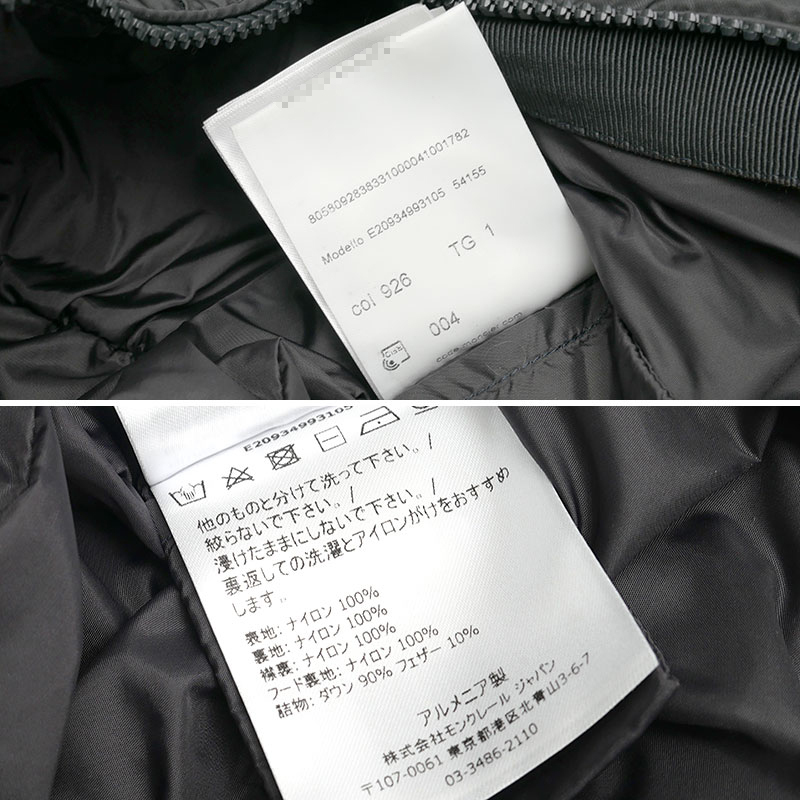 8058092838331000041001782
Modello E20934993105 54155
col 926 TG 1
004
code.moncler.com
E20934993105
他のものと分けて洗って下さい。/
絞らないで下さい。/
浸けたままにしないで下さい。/
裏返しての洗濯とアイロンがけをおすすめ
します。
表地: ナイロン 100%
裏地: ナイロン 100%
襟裏: ナイロン 100%
フード裏地: ナイロン 100%
詰物: ダウン 90% フェザー 10%
アルメニア製
株式会社モンクレール ジャパン
〒107-0061 東京都港区北青山3-6-7
03-3486-2110